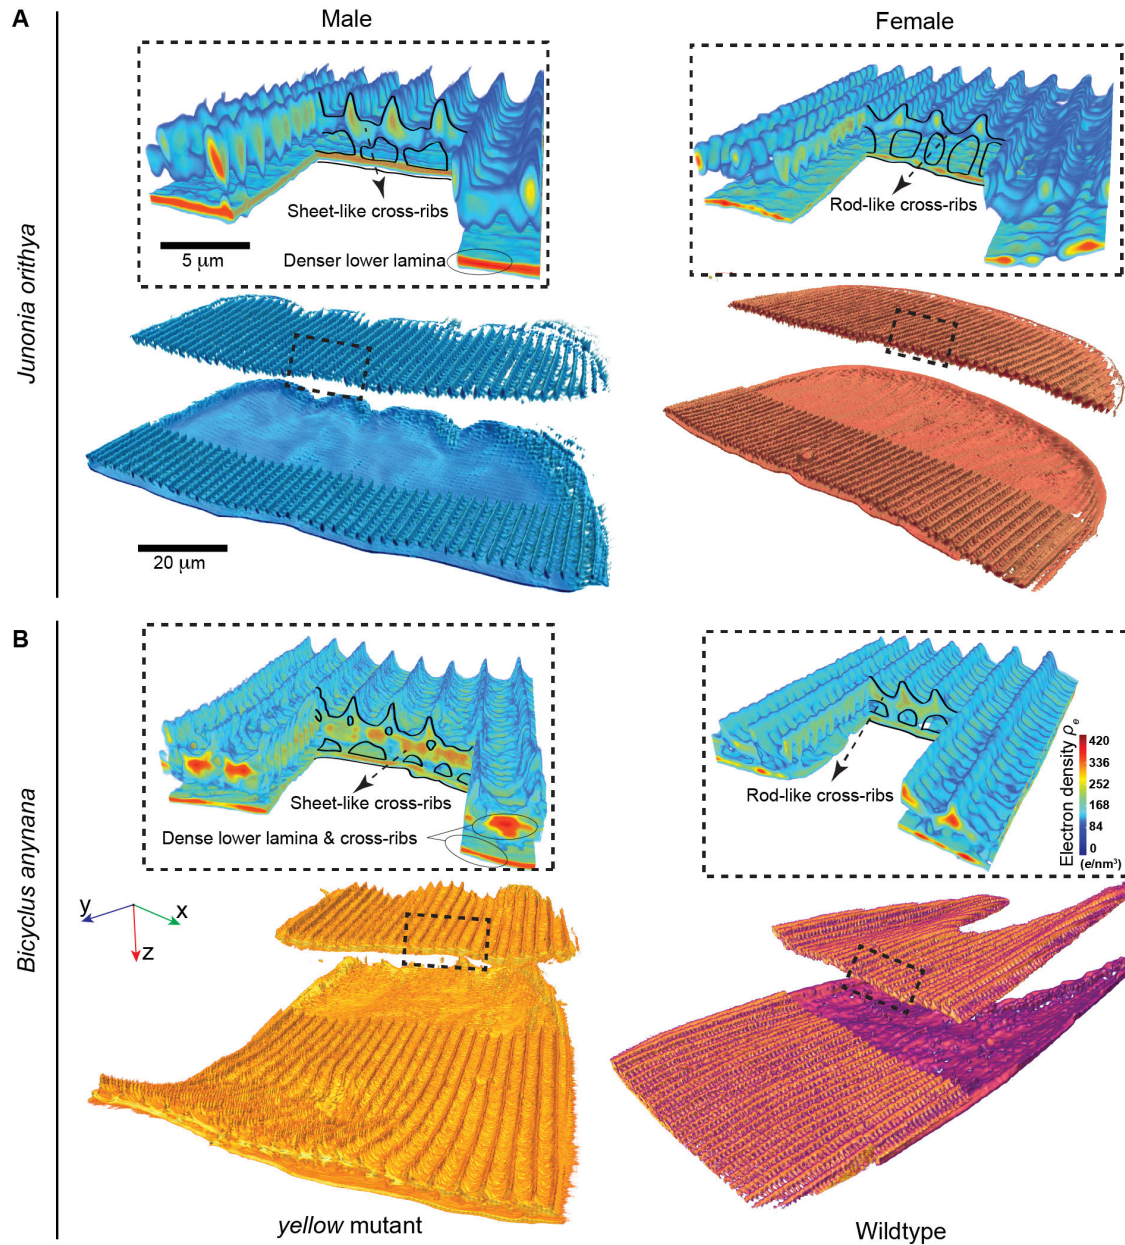 A
Male
Female
Junonia orithya
Sheet-like cross-ribs
Rod-like cross-ribs
5 μm
Denser lower lamina
20 μm
B
Bicyclus anynana
Sheet-like cross-ribs
Rod-like cross-ribs
Dense lower lamina & cross-ribs
Electron density ρe
420
336
252
168
84
0
(e/nm³)
y
x
z
yellow mutant
Wildtype